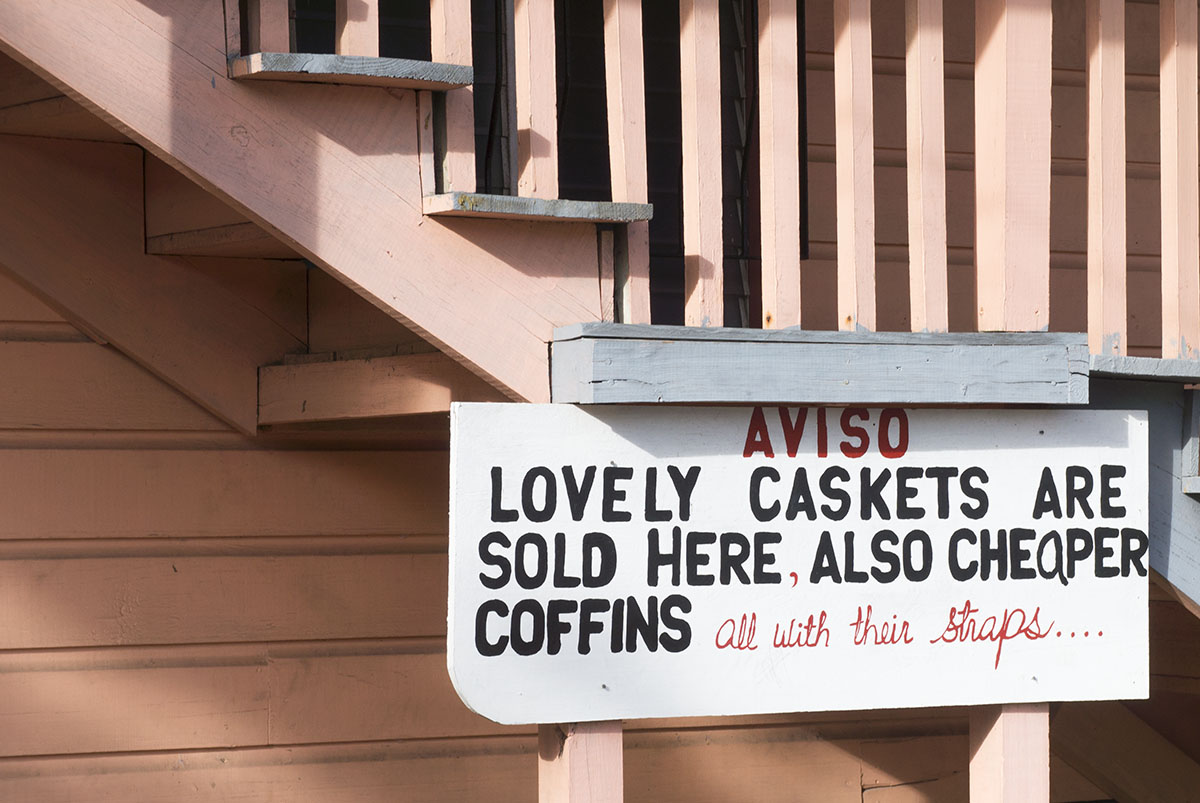 AVISO
LOVELY CASKETS ARE
SOLD HERE, ALSO CHEAPER
COFFINS all with their straps....